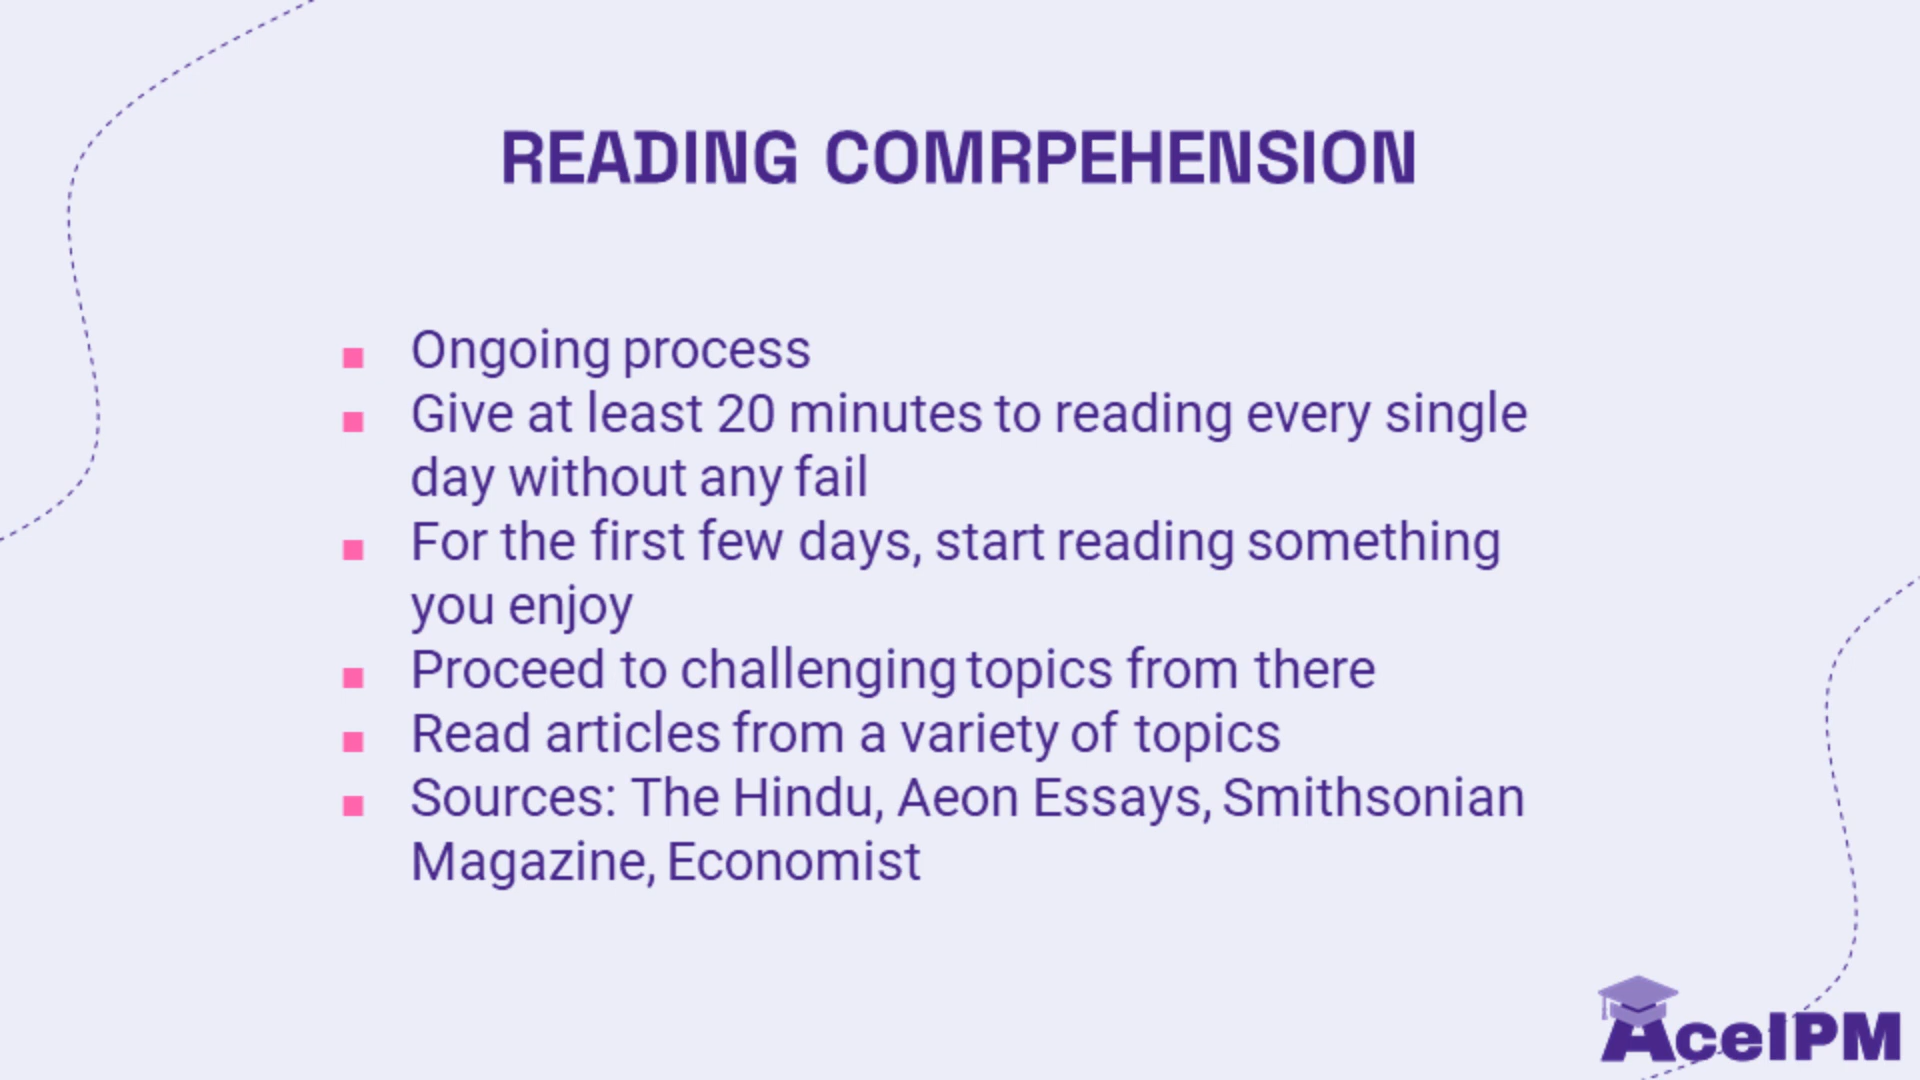 READING COMRPEHENSION
Ongoing process
Give at least 20 minutes to reading every single
day without any fail
For the first few days, start reading something
you enjoy
Proceed to challenging topics from there
Read articles from a variety of topics
Sources: The Hindu, Aeon Essays, Smithsonian
Magazine, Economist
AceIPM